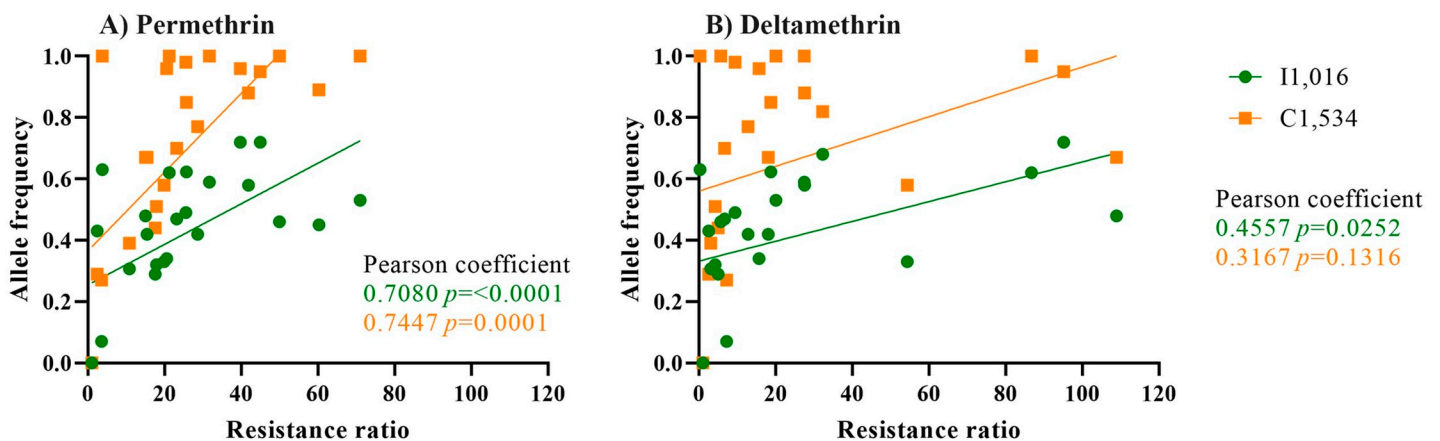 A) Permethrin
Allele frequency
1.0
0.8
0.6
0.4
0.2
0.0
0 20 40 60 80 100 120
Resistance ratio
Pearson coefficient
0.7080 p=<0.0001
0.7447 p=0.0001
B) Deltamethrin
Allele frequency
1.0
0.8
0.6
0.4
0.2
0.0
0 20 40 60 80 100 120
Resistance ratio
I1,016
C1,534
Pearson coefficient
0.4557 p=0.0252
0.3167 p=0.1316